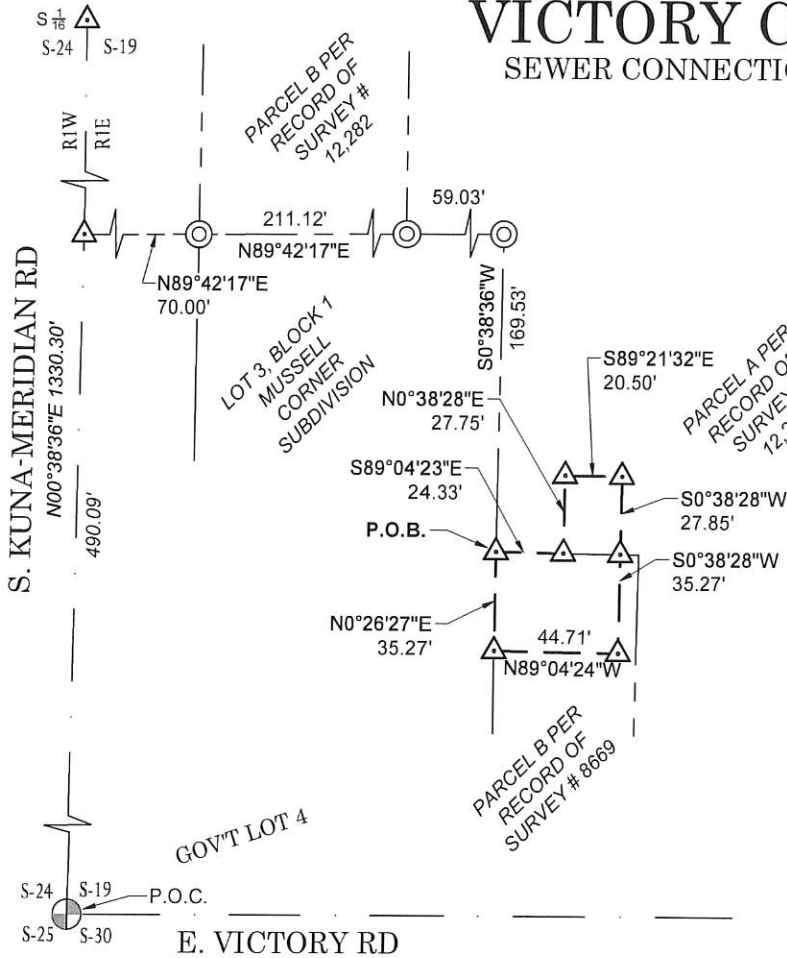 VICTORY C
SEWER CONNECTIO
S 1/16
S-24 S-19
R1W
R1E
PARCEL B PER
RECORD OF
SURVEY #
12,282
59.03'
211.12'
N89°42'17"E
N89°42'17"E
70.00'
S0°38'36"W
169.53'
LOT 3, BLOCK 1
MUSSELL
CORNER
SUBDIVISION
S. KUNA-MERIDIAN RD
N00°38'36"E 1330.30'
490.09'
S89°21'32"E
20.50'
PARCEL A PER
RECORD OF
SURVEY
12,2
N0°38'28"E
27.75'
S89°04'23"E
24.33'
S0°38'28"W
27.85'
P.O.B.
S0°38'28"W
35.27'
N0°26'27"E
35.27'
44.71'
N89°04'24"W
PARCEL B PER
RECORD OF
SURVEY # 8669
GOV'T LOT 4
S-24 S-19
P.O.C.
S-25 S-30
E. VICTORY RD